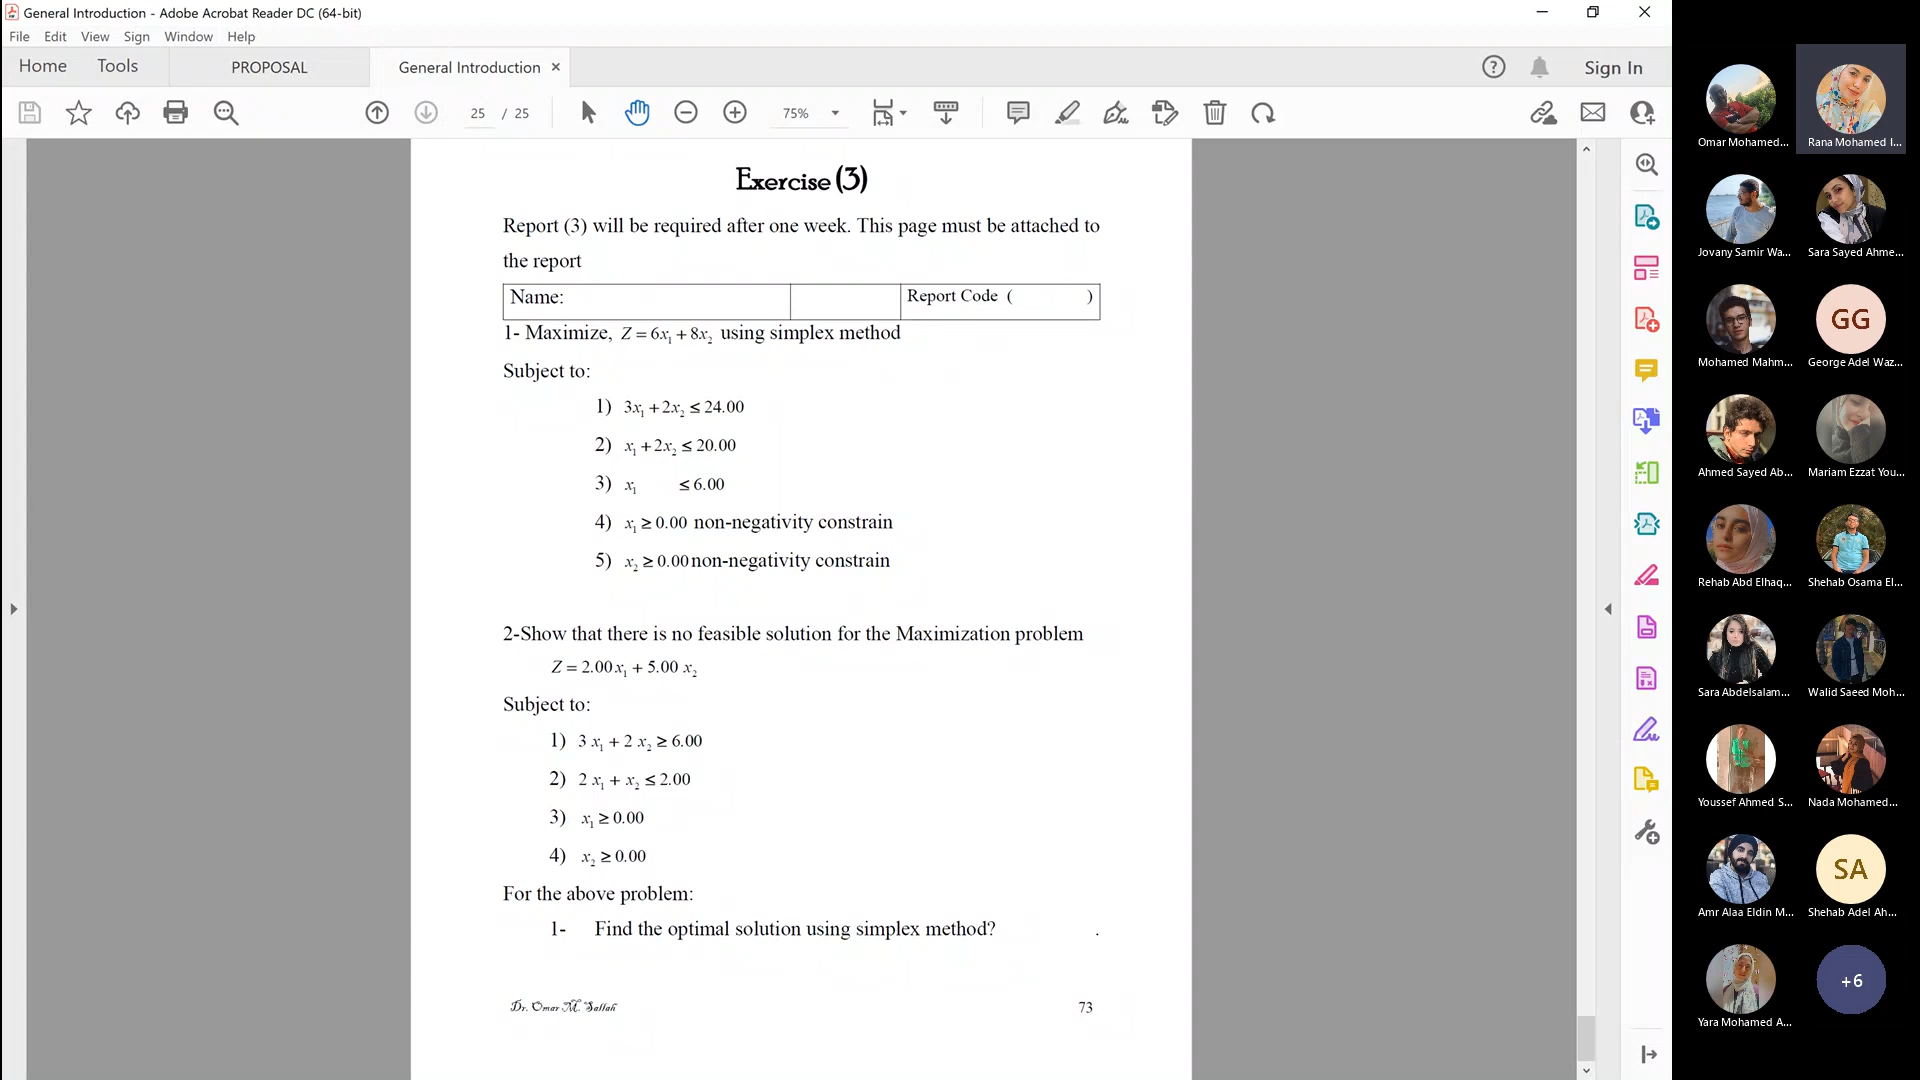 General Introduction - Adobe Acrobat Reader DC (64-bit)
File Edit View Sign Window Help
Home Tools PROPOSAL General Introduction × Sign In
25 / 25 75%
Exercise (3)
Report (3) will be required after one week. This page must be attached to
the report
Name: Report Code ( )
1- Maximize, Z = 6x₁ + 8x₂ using simplex method
Subject to:
1) 3x₁ + 2x₂ ≤ 24.00
2) x₁ + 2x₂ ≤ 20.00
3) x₁ ≤ 6.00
4) x₁ ≥ 0.00 non-negativity constrain
5) x₂ ≥ 0.00 non-negativity constrain
2-Show that there is no feasible solution for the Maximization problem
Z = 2.00 x₁ + 5.00 x₂
Subject to:
1) 3 x₁ + 2 x₂ ≥ 6.00
2) 2 x₁ + x₂ ≤ 2.00
3) x₁ ≥ 0.00
4) x₂ ≥ 0.00
For the above problem:
1- Find the optimal solution using simplex method? .
Dr. Omar M. Sallah 73
Omar Mohamed... Rana Mohamed I...
Jovany Samir Wa... Sara Sayed Ahme...
GG
Mohamed Mahm... George Adel Waz...
Ahmed Sayed Ab... Mariam Ezzat You...
Rehab Abd Elhaq... Shehab Osama El...
Sara Abdelsalam... Walid Saeed Moh...
Youssef Ahmed S... Nada Mohamed...
SA
Amr Alaa Eldin M... Shehab Adel Ah...
+6
Yara Mohamed A...